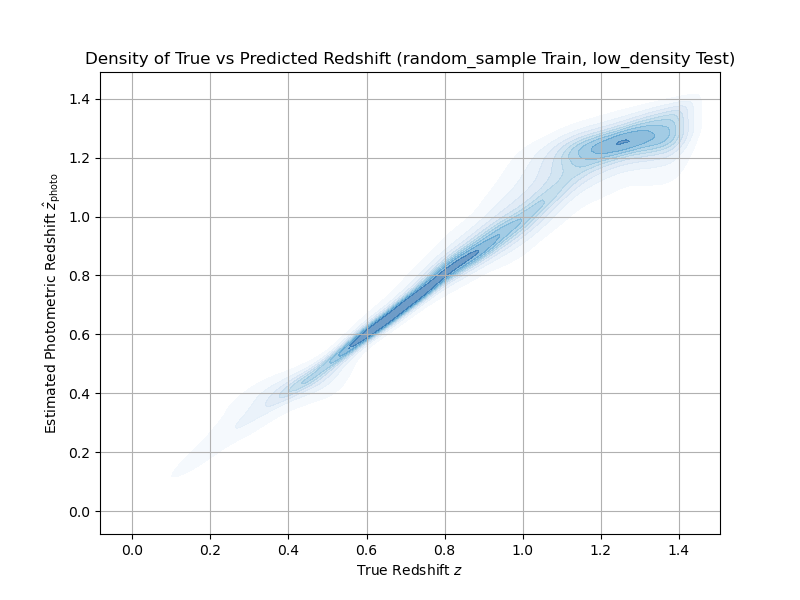 Density of True vs Predicted Redshift (random_sample Train, low_density Test)
Estimated Photometric Redshift ẑphoto
1.4
1.2
1.0
0.8
0.6
0.4
0.2
0.0
0.0 0.2 0.4 0.6 0.8 1.0 1.2 1.4
True Redshift z